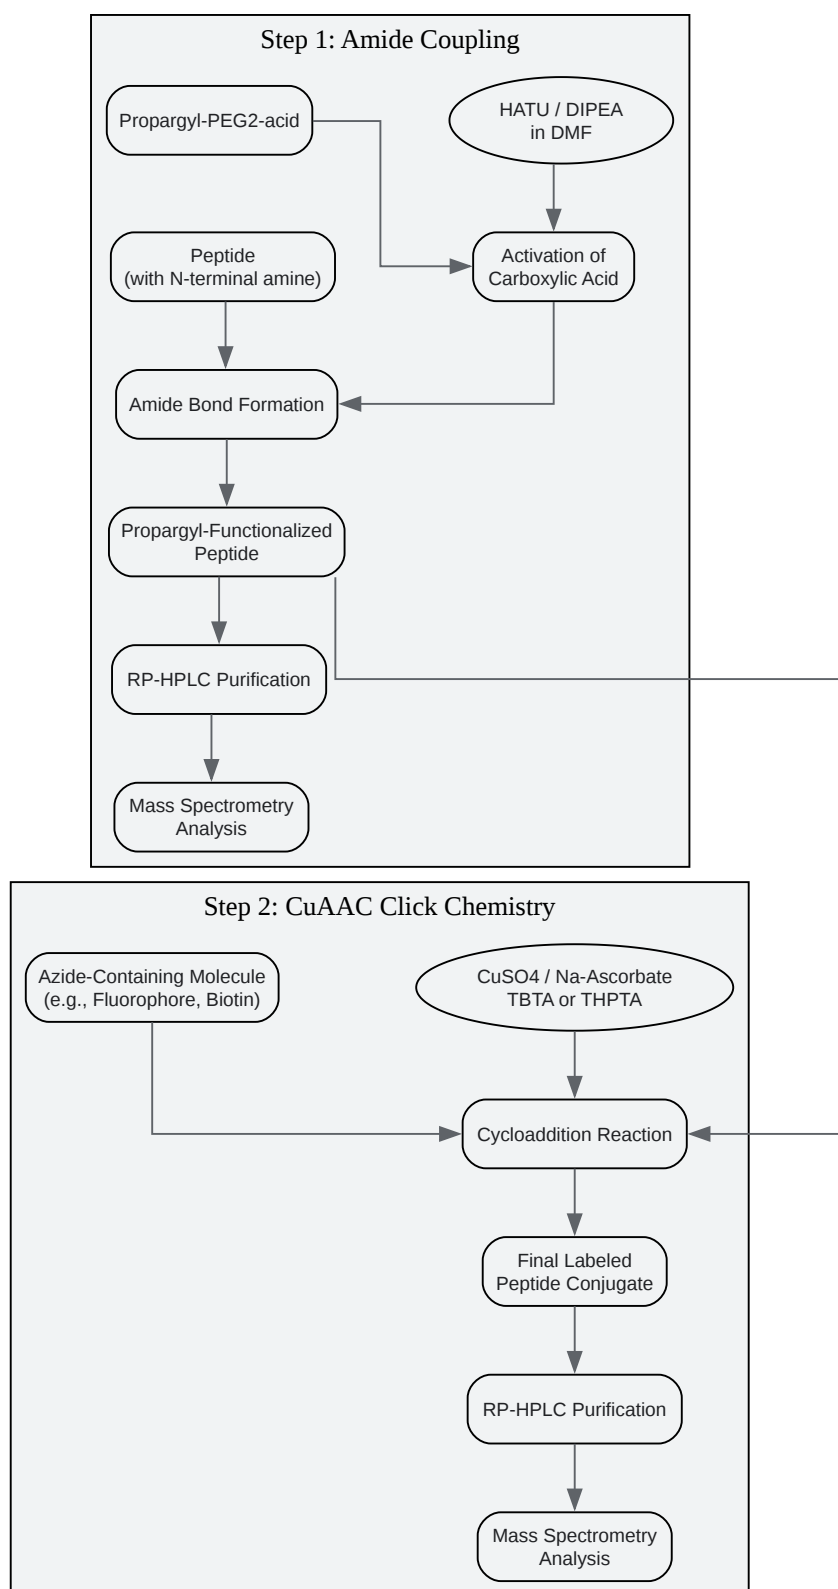 Step 1: Amide Coupling
Propargyl-PEG2-acid
HATU / DIPEA
in DMF
Peptide
(with N-terminal amine)
Activation of
Carboxylic Acid
Amide Bond Formation
Propargyl-Functionalized
Peptide
RP-HPLC Purification
Mass Spectrometry
Analysis
Step 2: CuAAC Click Chemistry
Azide-Containing Molecule
(e.g., Fluorophore, Biotin)
CuSO4 / Na-Ascorbate
TBTA or THPTA
Cycloaddition Reaction
Final Labeled
Peptide Conjugate
RP-HPLC Purification
Mass Spectrometry
Analysis